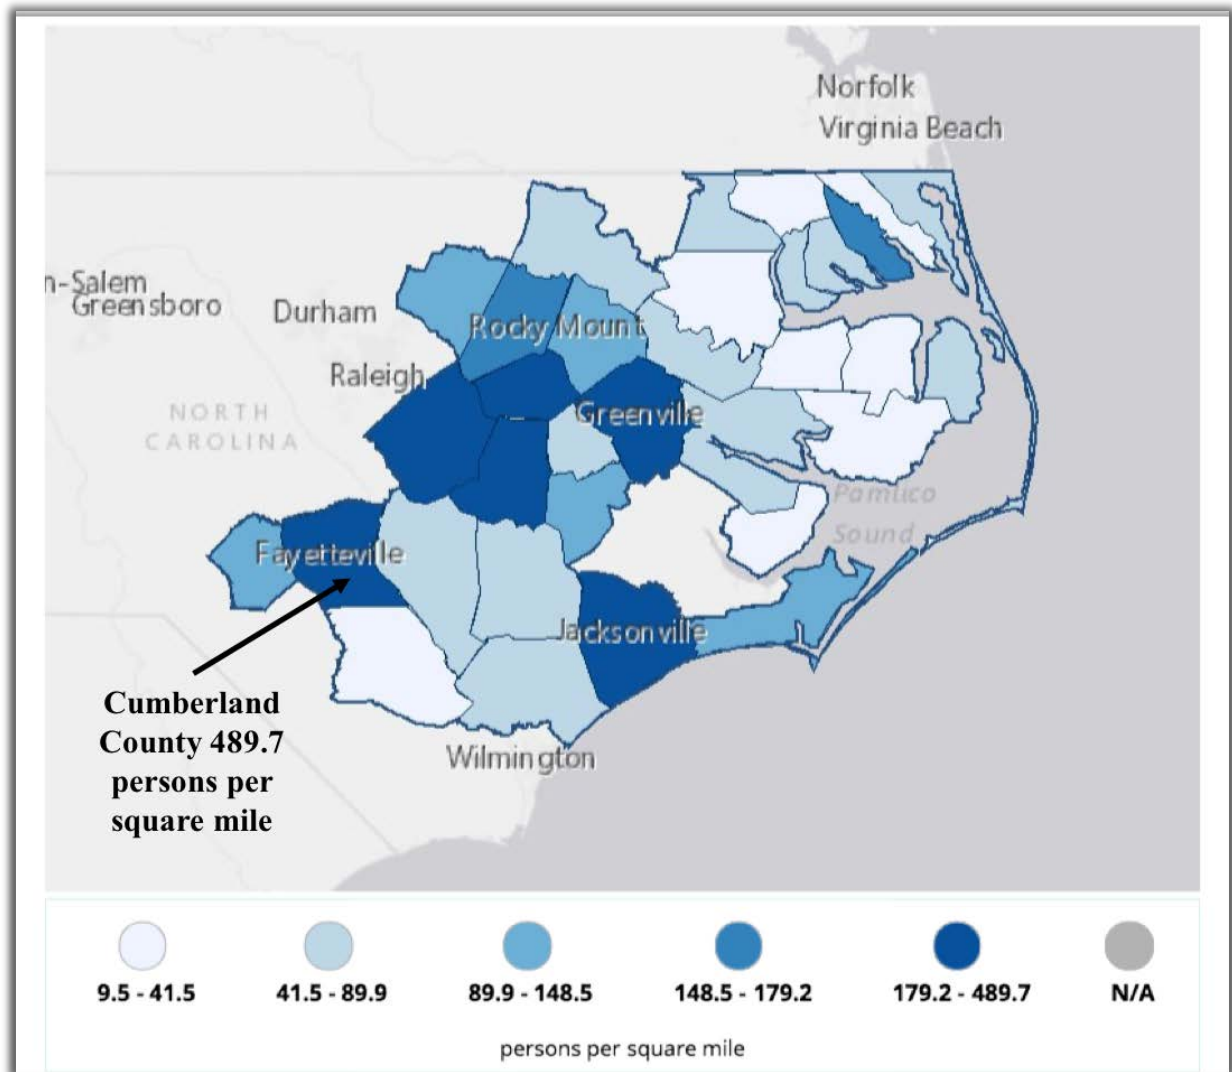 Norfolk
Virginia Beach
n-Salem
Greensboro
Durham
Rocky Mount
Raleigh
NORTH
CAROLINA
Greenville
Pamlico
Sound
Fayetteville
Jacksonville
Cumberland
County 489.7
persons per
square mile
Wilmington
9.5 - 41.5
41.5 - 89.9
89.9 - 148.5
148.5 - 179.2
179.2 - 489.7
N/A
persons per square mile